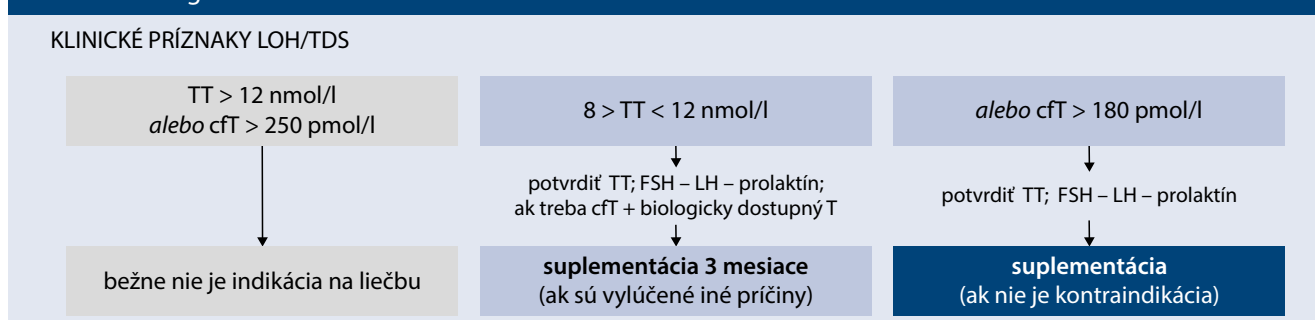 KLINICKÉ PRÍZNAKY LOH/TDS
TT > 12 nmol/l
alebo cfT > 250 pmol/l
8 > TT < 12 nmol/l
alebo cfT > 180 pmol/l
potvrdiť TT; FSH – LH – prolaktín;
ak treba cfT + biologicky dostupný T
potvrdiť TT; FSH – LH – prolaktín
bežne nie je indikácia na liečbu
suplementácia 3 mesiace
(ak sú vylúčené iné príčiny)
suplementácia
(ak nie je kontraindikácia)